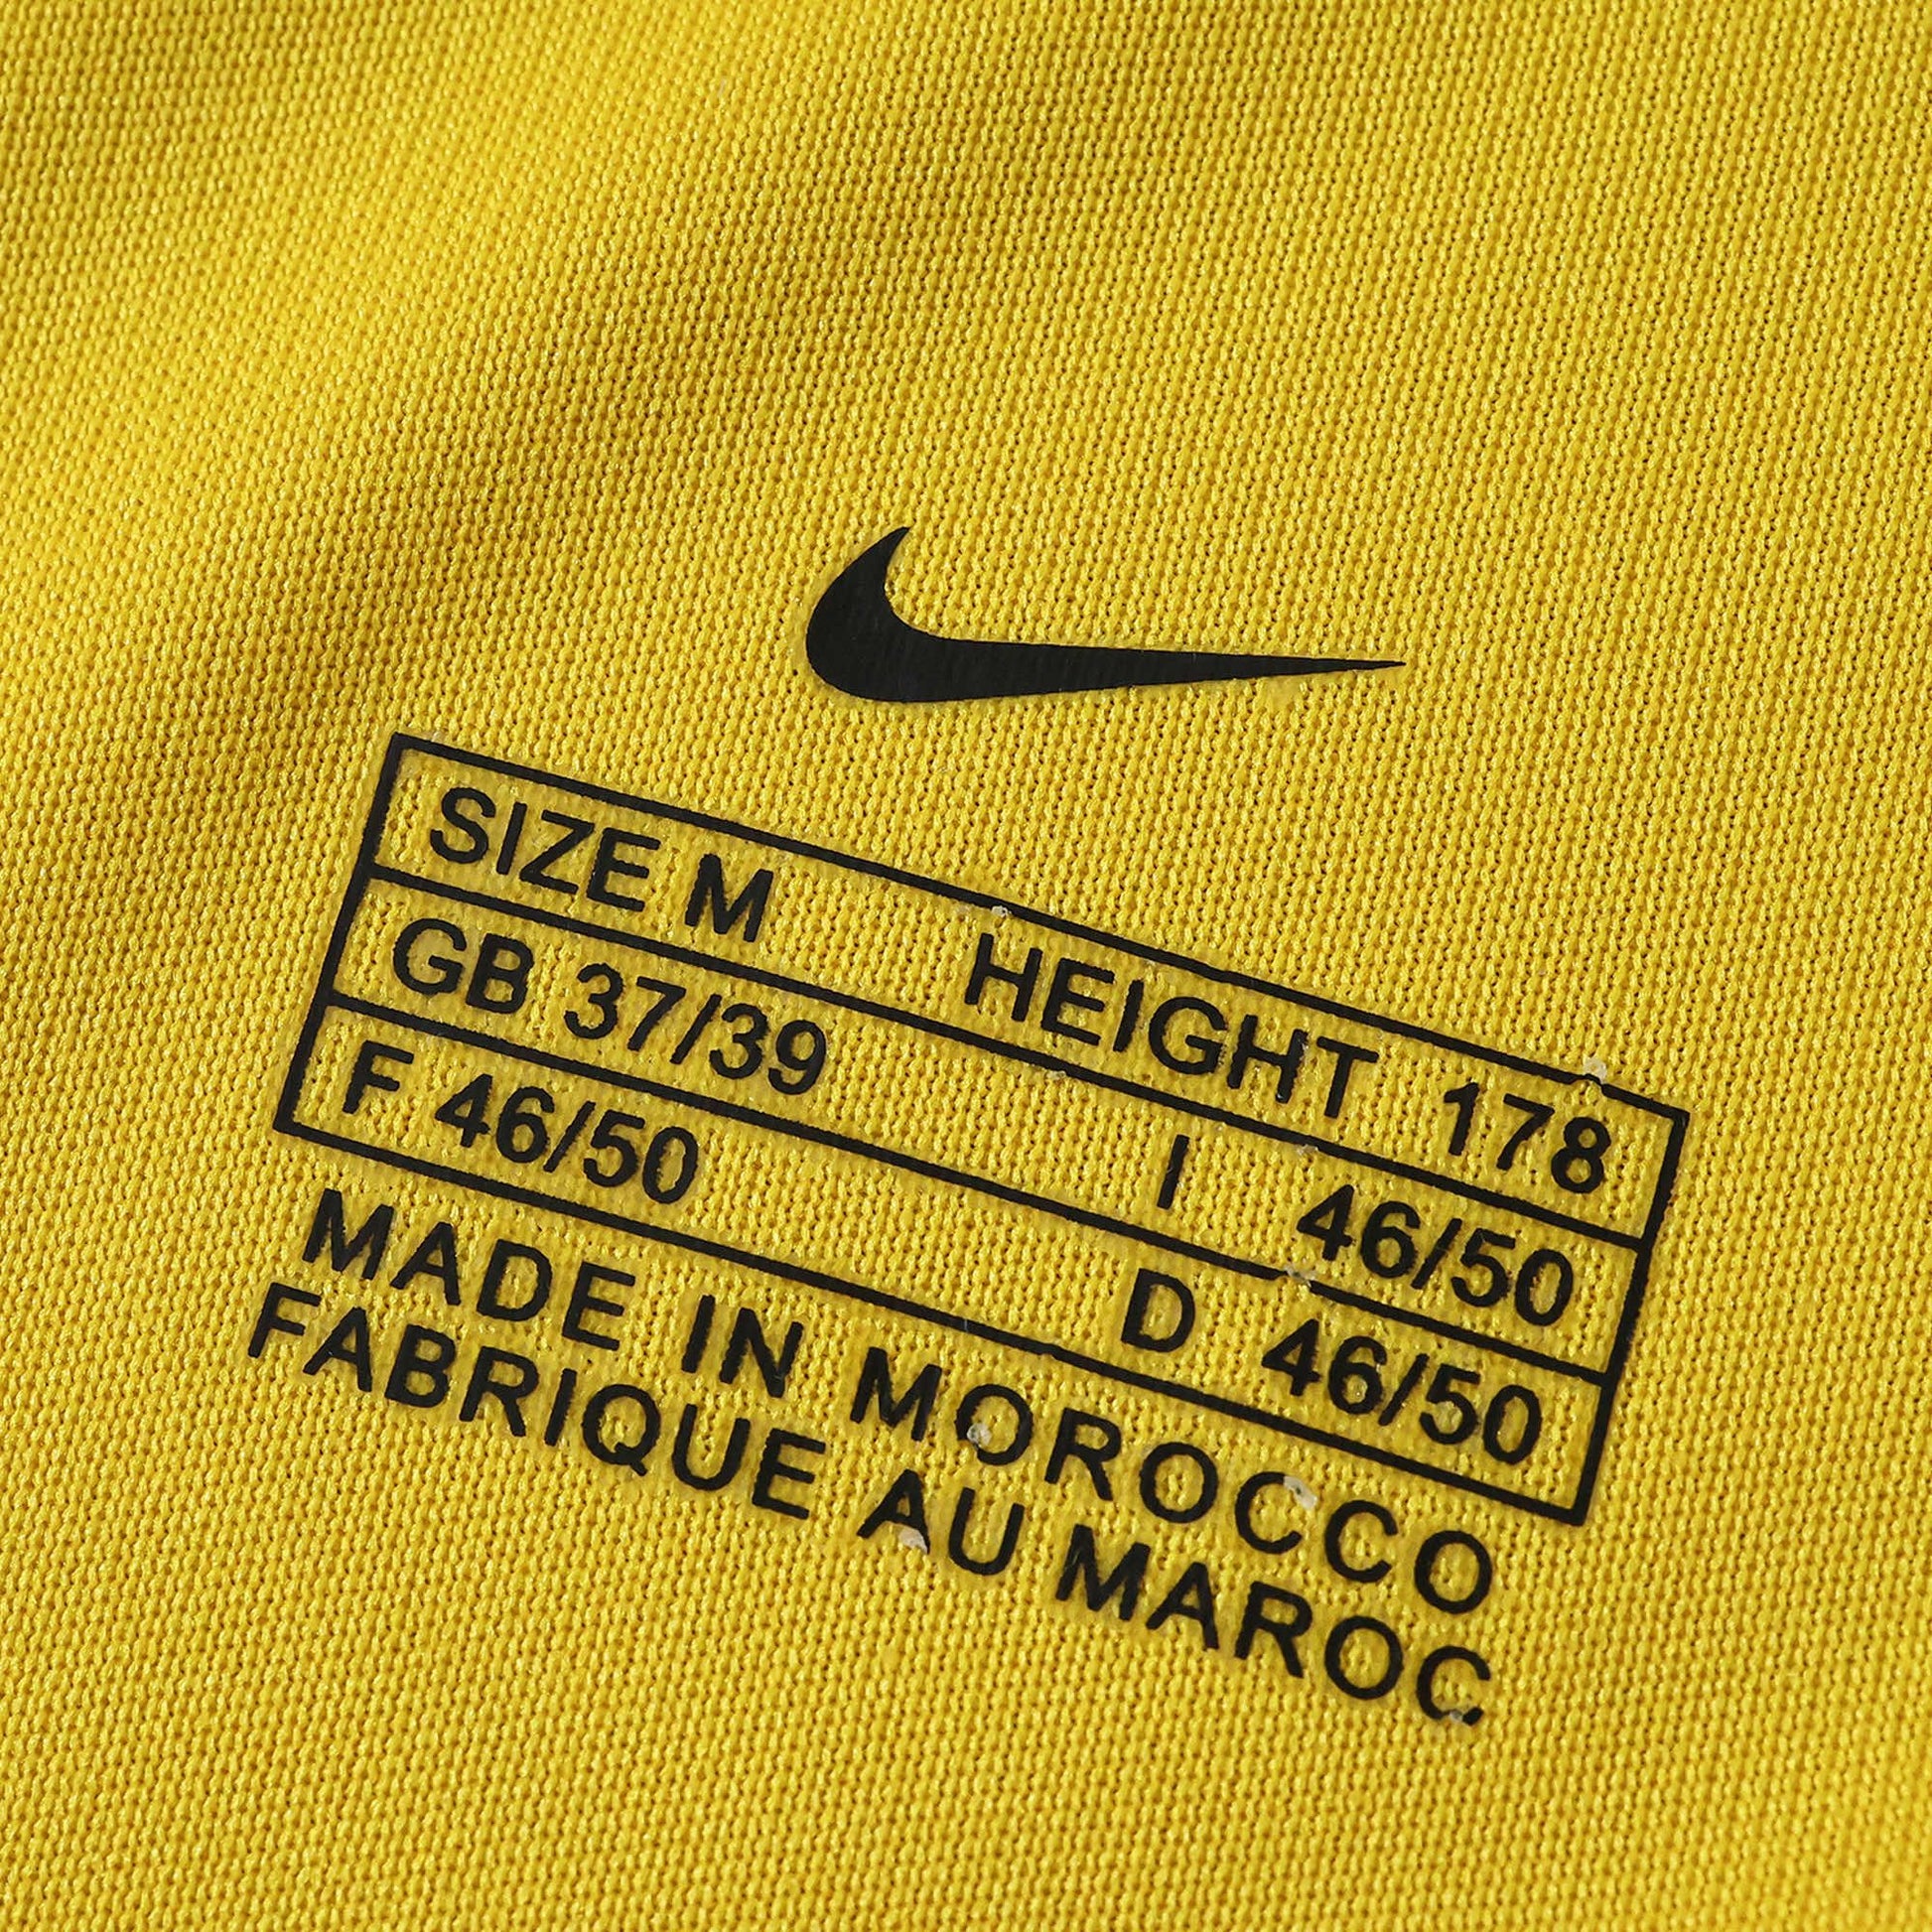 SIZE M HEIGHT 178
GB 37/39 I 46/50
F 46/50 D 46/50
MADE IN MOROCCO
FABRIQUE AU MAROC